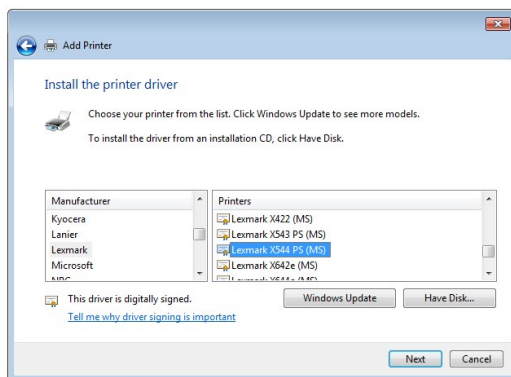 Add Printer
Install the printer driver
Choose your printer from the list. Click Windows Update to see more models.
To install the driver from an installation CD, click Have Disk.
Manufacturer
Kyocera
Lanier
Lexmark
Microsoft
Printers
Lexmark X422 (MS)
Lexmark X543 PS (MS)
Lexmark X544 PS (MS)
Lexmark X642e (MS)
This driver is digitally signed.
Tell me why driver signing is important
Windows Update
Have Disk...
Next
Cancel